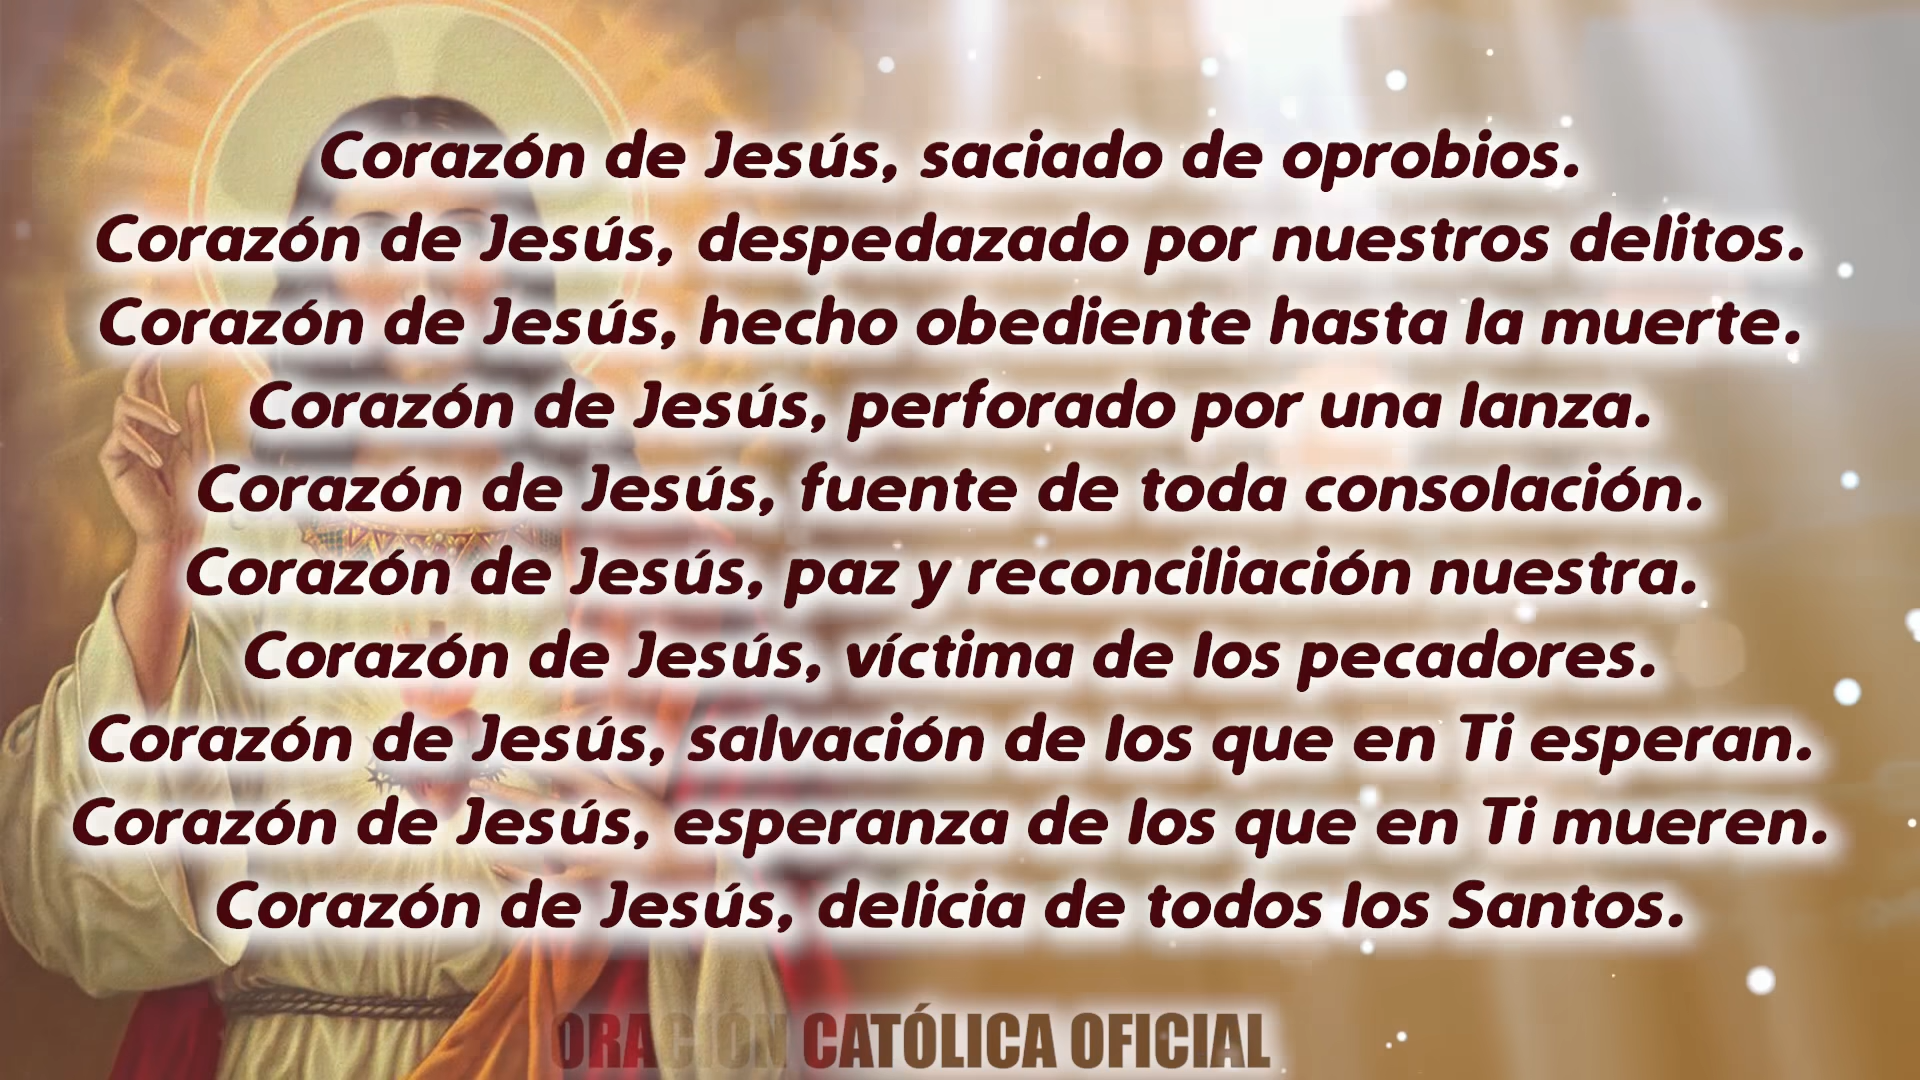 Corazón de Jesús, saciado de oprobios.
Corazón de Jesús, despedazado por nuestros delitos.
Corazón de Jesús, hecho obediente hasta la muerte.
Corazón de Jesús, perforado por una lanza.
Corazón de Jesús, fuente de toda consolación.
Corazón de Jesús, paz y reconciliación nuestra.
Corazón de Jesús, víctima de los pecadores.
Corazón de Jesús, salvación de los que en Ti esperan.
Corazón de Jesús, esperanza de los que en Ti mueren.
Corazón de Jesús, delicia de todos los Santos.
ORACIÓN CATÓLICA OFICIAL